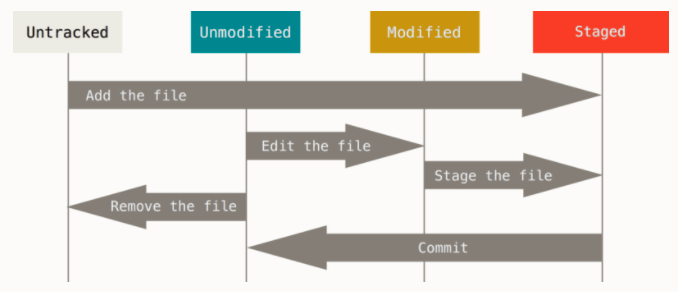 Untracked
Unmodified
Modified
Staged
Add the file
Edit the file
Stage the file
Remove the file
Commit